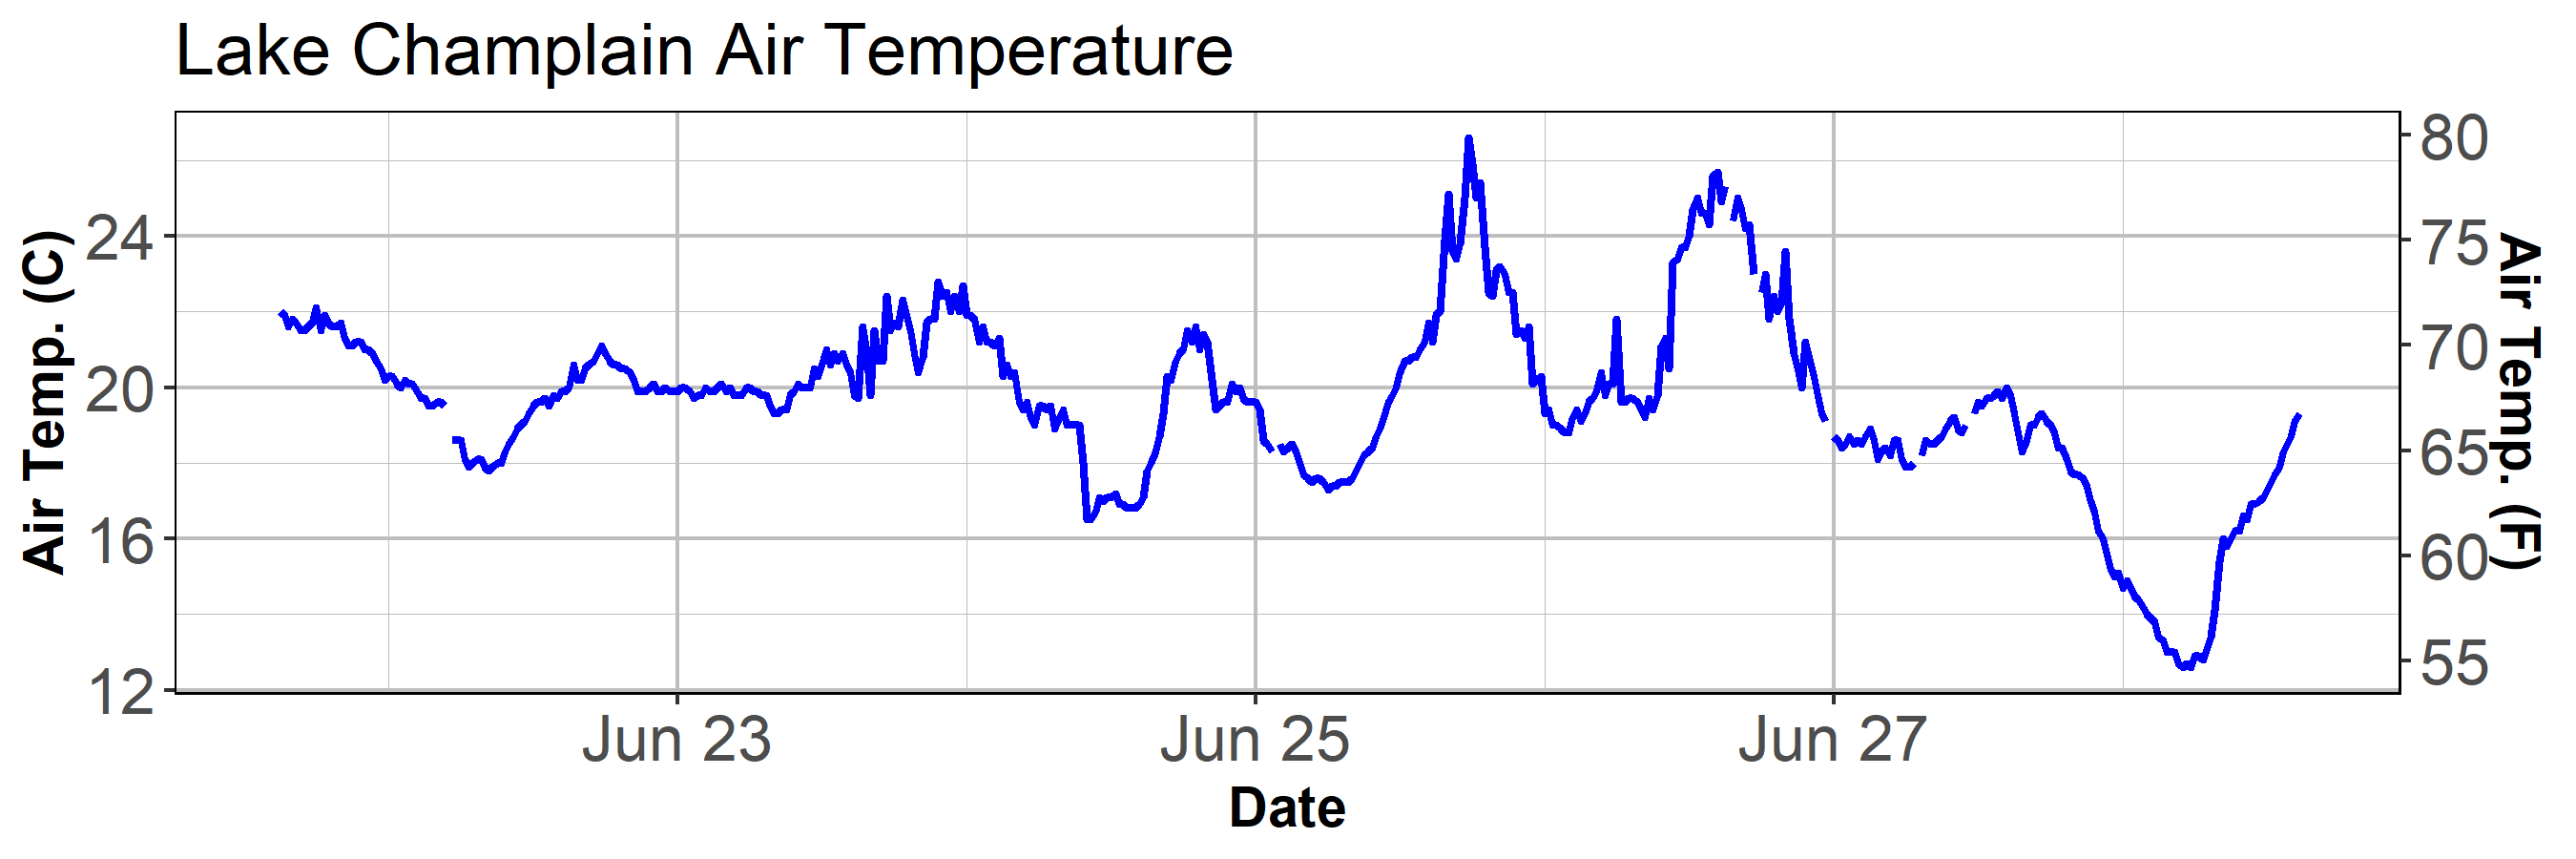 Lake Champlain Air Temperature
Air Temp. (C)
24
20
16
12
80
75
70
65
60
55
Air Temp. (F)
Jun 23
Jun 25
Jun 27
Date